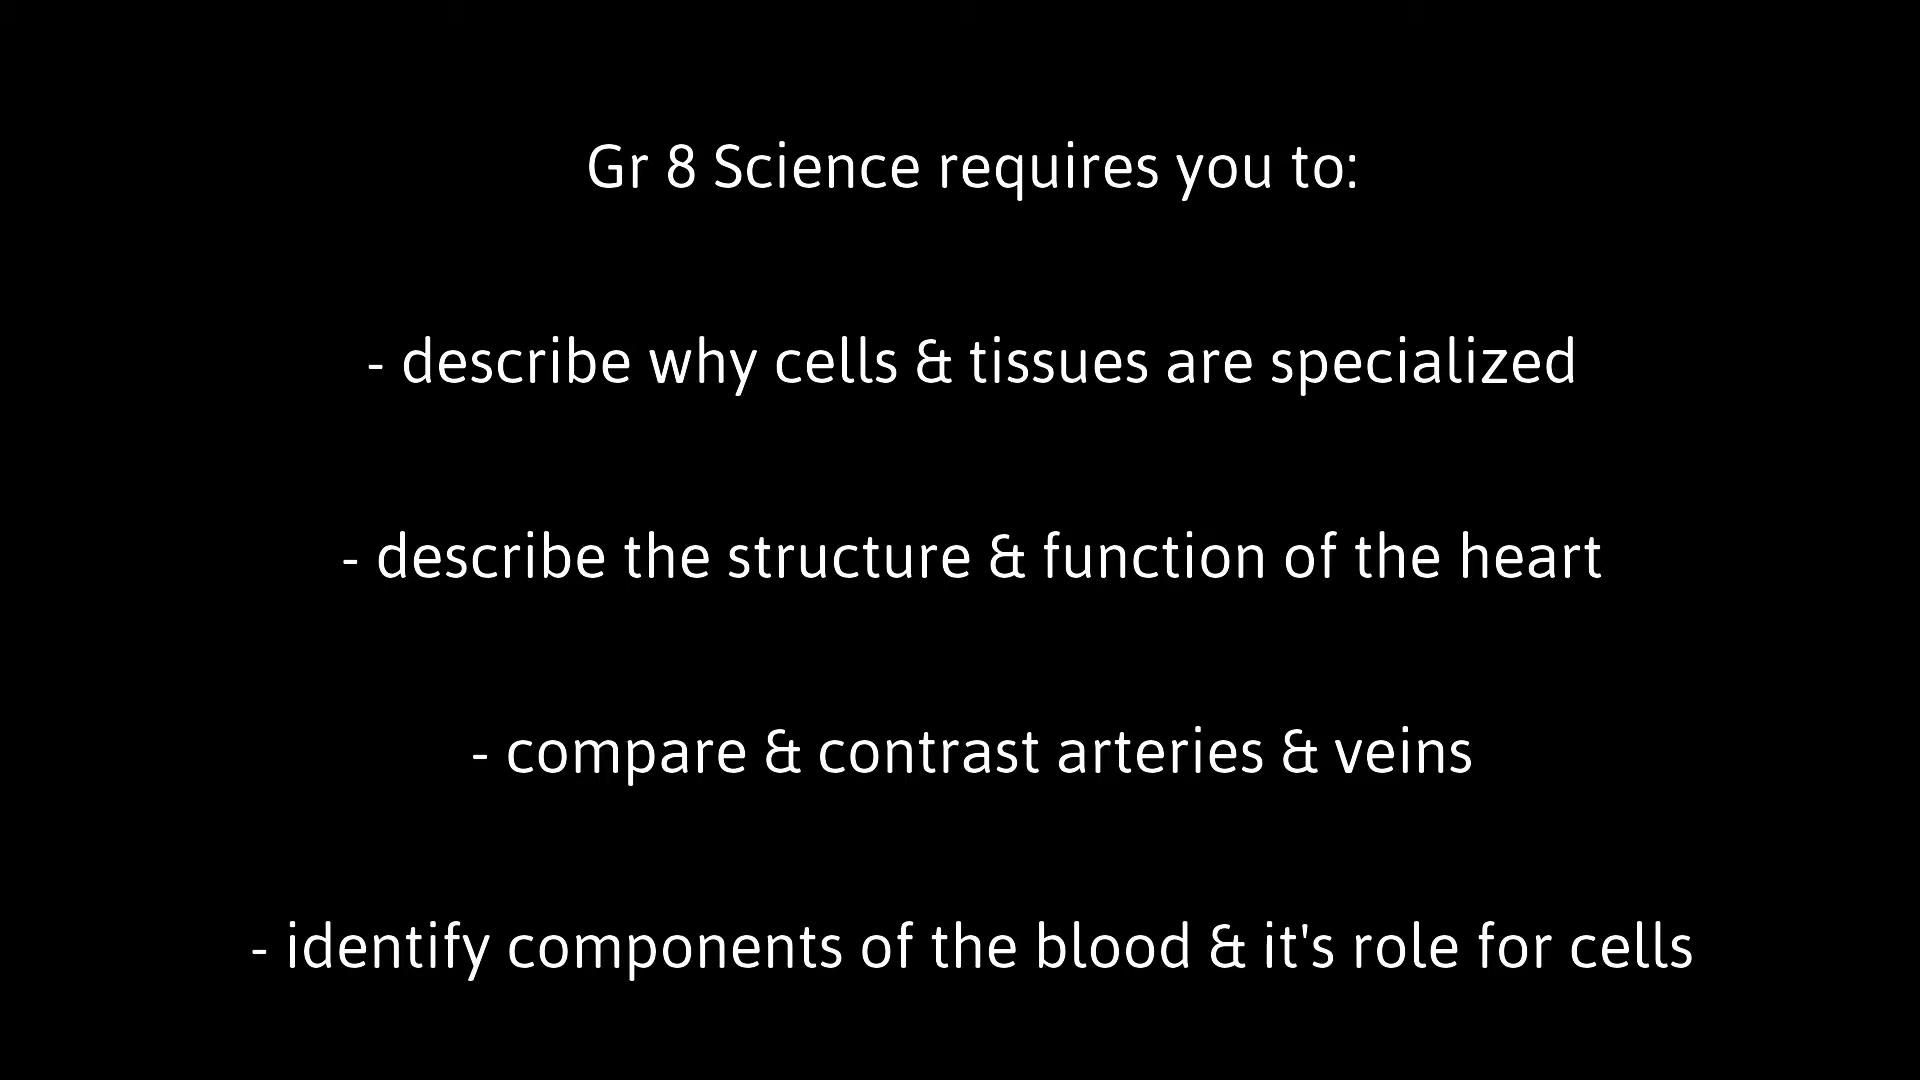 Gr 8 Science requires you to:
- describe why cells & tissues are specialized
- describe the structure & function of the heart
- compare & contrast arteries & veins
- identify components of the blood & it's role for cells